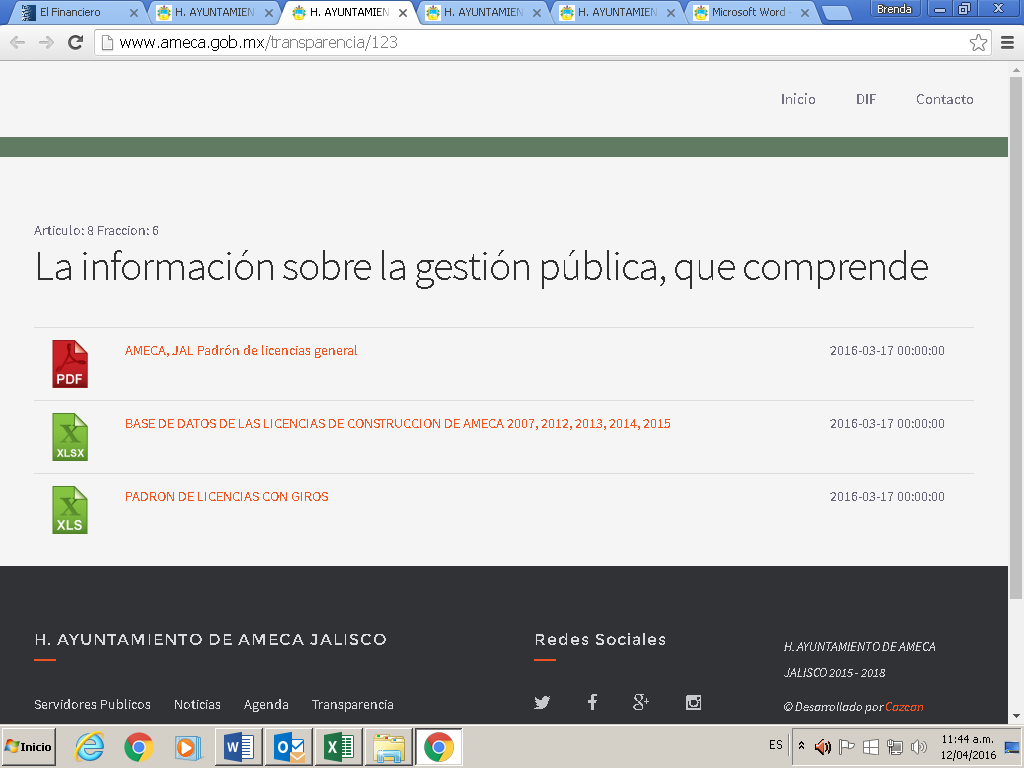 El Financiero
H. AYUNTAMIEN
H. AYUNTAMIEN
H. AYUNTAMIEN
H. AYUNTAMIEN
Microsoft Word -
Brenda
www.ameca.gob.mx/transparencia/123
Inicio DIF Contacto
Articulo: 8 Fraccion: 6
La información sobre la gestión pública, que comprende
PDF AMECA, JAL Padrón de licencias general 2016-03-17 00:00:00
XLSX BASE DE DATOS DE LAS LICENCIAS DE CONSTRUCCION DE AMECA 2007, 2012, 2013, 2014, 2015 2016-03-17 00:00:00
XLS PADRON DE LICENCIAS CON GIROS 2016-03-17 00:00:00
H. AYUNTAMIENTO DE AMECA JALISCO
Servidores Publicos Noticias Agenda Transparencia
Redes Sociales
H. AYUNTAMIENTO DE AMECA
JALISCO 2015 - 2018
© Desarrollado por Cazcan
Inicio
ES
11:44 a.m.
12/04/2016